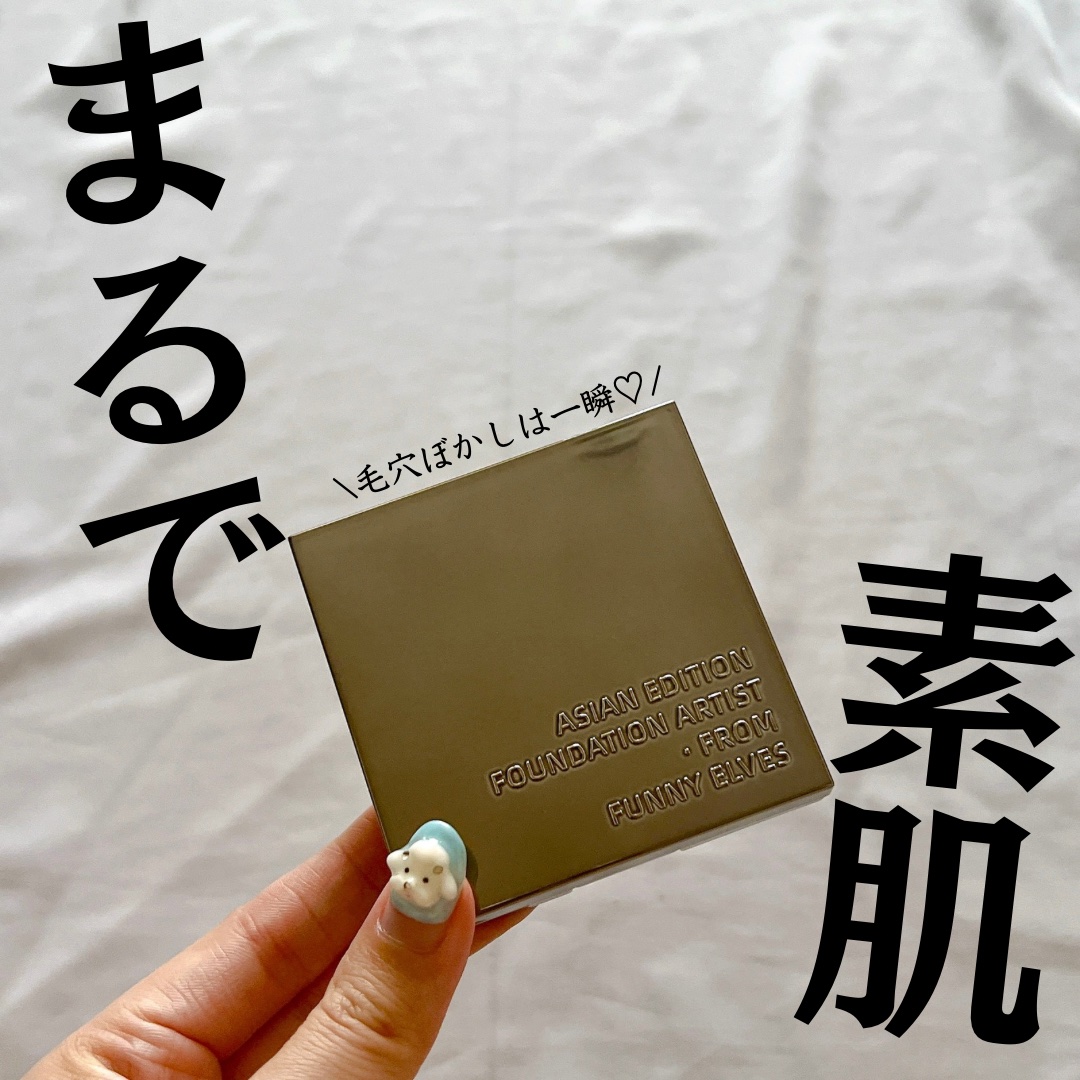 まるで
\毛穴ぼかしは一瞬♡/
素肌
ASIAN EDITION
FOUNDATION ARTIST
・FROM
FUNNY ELVES